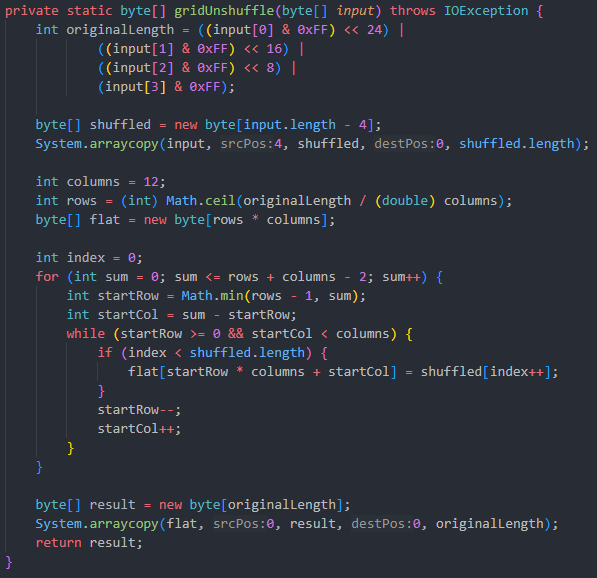 private static byte[] gridUnshuffle(byte[] input) throws IOException {
    int originalLength = ((input[0] & 0xFF) << 24) |
            ((input[1] & 0xFF) << 16) |
            ((input[2] & 0xFF) << 8) |
            (input[3] & 0xFF);

    byte[] shuffled = new byte[input.length - 4];
    System.arraycopy(input, srcPos:4, shuffled, destPos:0, shuffled.length);

    int columns = 12;
    int rows = (int) Math.ceil(originalLength / (double) columns);
    byte[] flat = new byte[rows * columns];

    int index = 0;
    for (int sum = 0; sum <= rows + columns - 2; sum++) {
        int startRow = Math.min(rows - 1, sum);
        int startCol = sum - startRow;
        while (startRow >= 0 && startCol < columns) {
            if (index < shuffled.length) {
                flat[startRow * columns + startCol] = shuffled[index++];
            }
            startRow--;
            startCol++;
        }
    }

    byte[] result = new byte[originalLength];
    System.arraycopy(flat, srcPos:0, result, destPos:0, originalLength);
    return result;
}